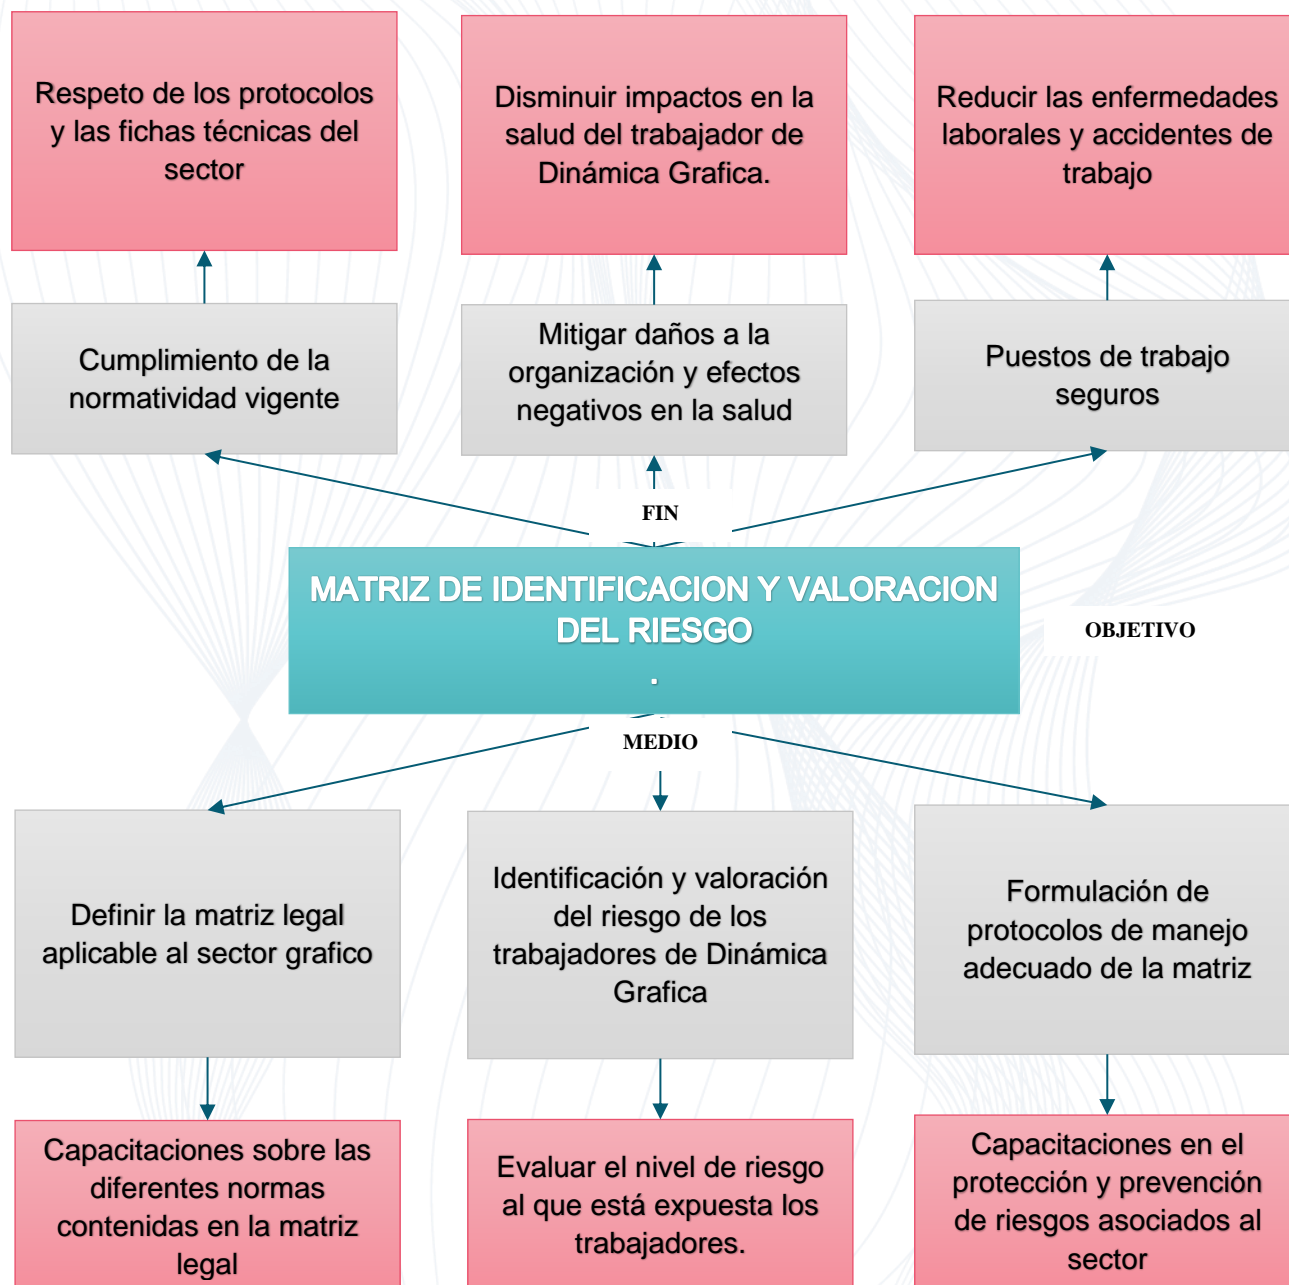 Respeto de los protocolos
y las fichas técnicas del
sector
Disminuir impactos en la
salud del trabajador de
Dinámica Grafica.
Reducir las enfermedades
laborales y accidentes de
trabajo
Cumplimiento de la
normatividad vigente
Mitigar daños a la
organización y efectos
negativos en la salud
Puestos de trabajo
seguros
FIN
MATRIZ DE IDENTIFICACION Y VALORACION
DEL RIESGO
.
OBJETIVO
MEDIO
Definir la matriz legal
aplicable al sector grafico
Identificación y valoración
del riesgo de los
trabajadores de Dinámica
Grafica
Formulación de
protocolos de manejo
adecuado de la matriz
Capacitaciones sobre las
diferentes normas
contenidas en la matriz
legal
Evaluar el nivel de riesgo
al que está expuesta los
trabajadores.
Capacitaciones en el
protección y prevención
de riesgos asociados al
sector